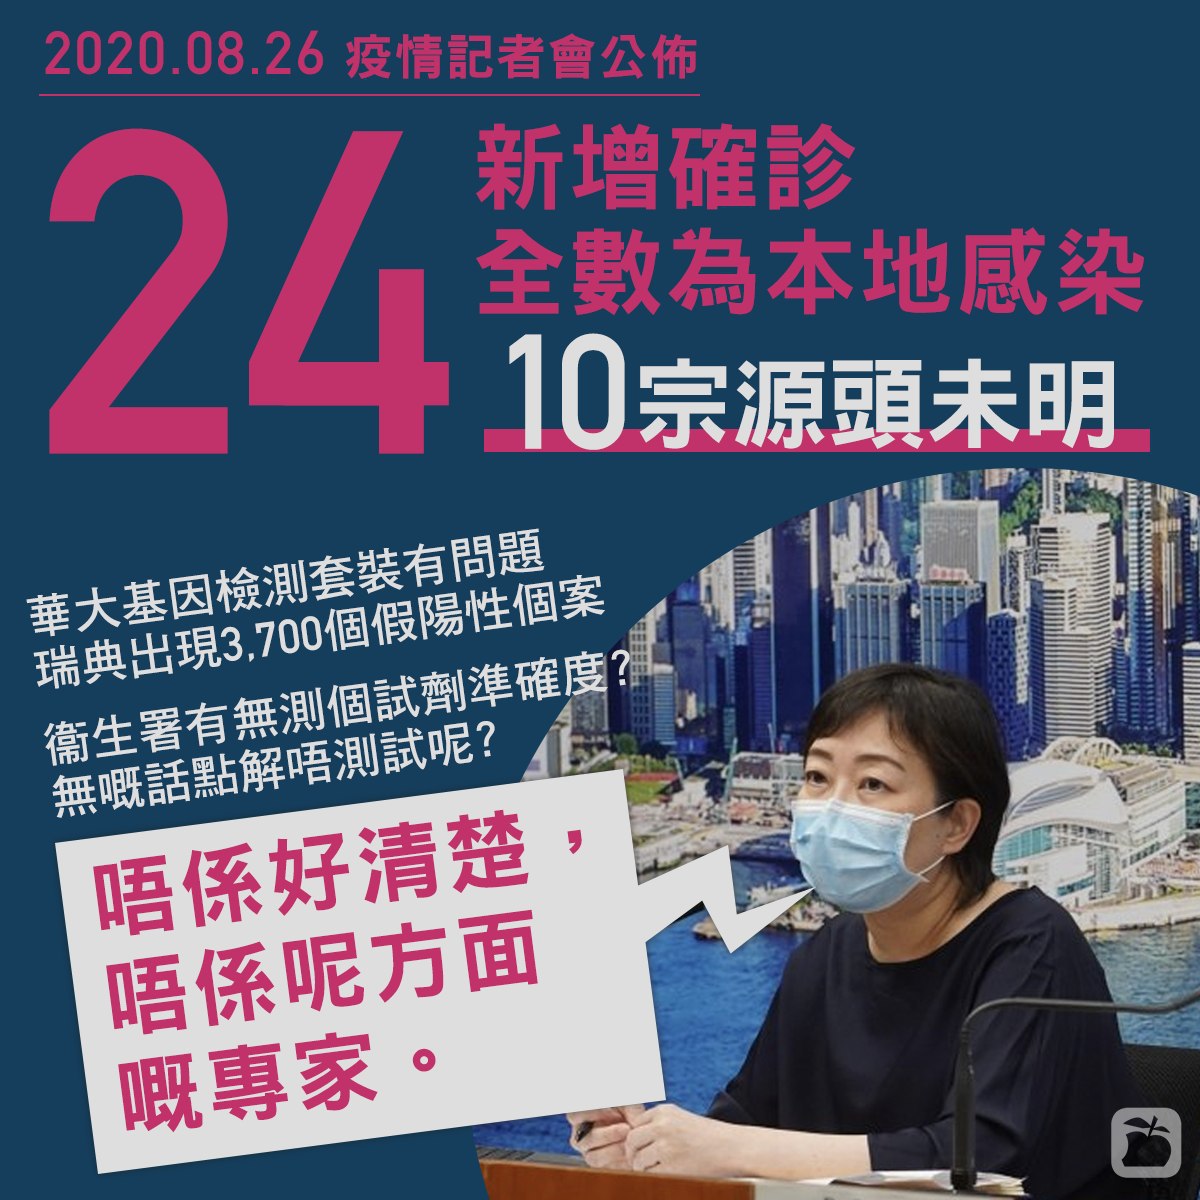 2020.08.26 疫情記者會公佈
24
新增確診
全數為本地感染
10宗源頭未明
華大基因檢測套裝有問題
瑞典出現3,700個假陽性個案
衞生署有無測個試劑準確度?
無嘅話點解唔測試呢?
唔係好清楚，
唔係呢方面
嘅專家。